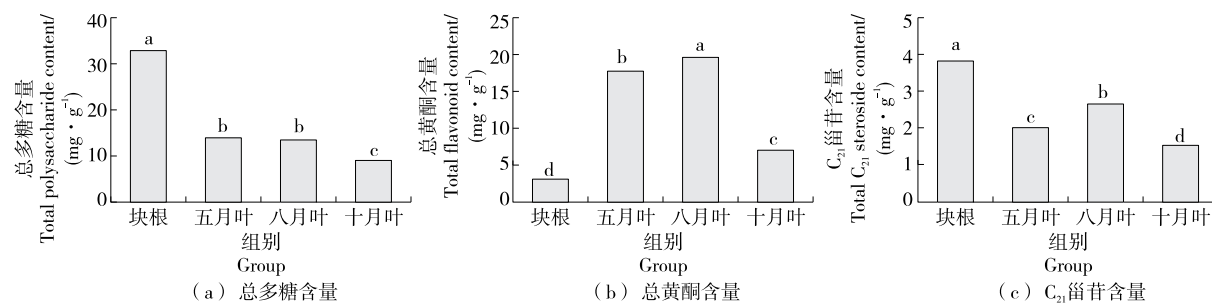 总多糖含量
Total polysaccharide content/
(mg·g⁻¹)
40
30
20
10
0
a
b
b
c
块根 五月叶 八月叶 十月叶
组别
Group
(a) 总多糖含量
总黄酮含量
Total flavonoid content/
(mg·g⁻¹)
25
20
15
10
5
0
d
b
a
c
块根 五月叶 八月叶 十月叶
组别
Group
(b) 总黄酮含量
C₂₁甾苷含量
Total C₂₁ steroside content/
(mg·g⁻¹)
5
4
3
2
1
0
a
c
b
d
块根 五月叶 八月叶 十月叶
组别
Group
(c) C₂₁甾苷含量